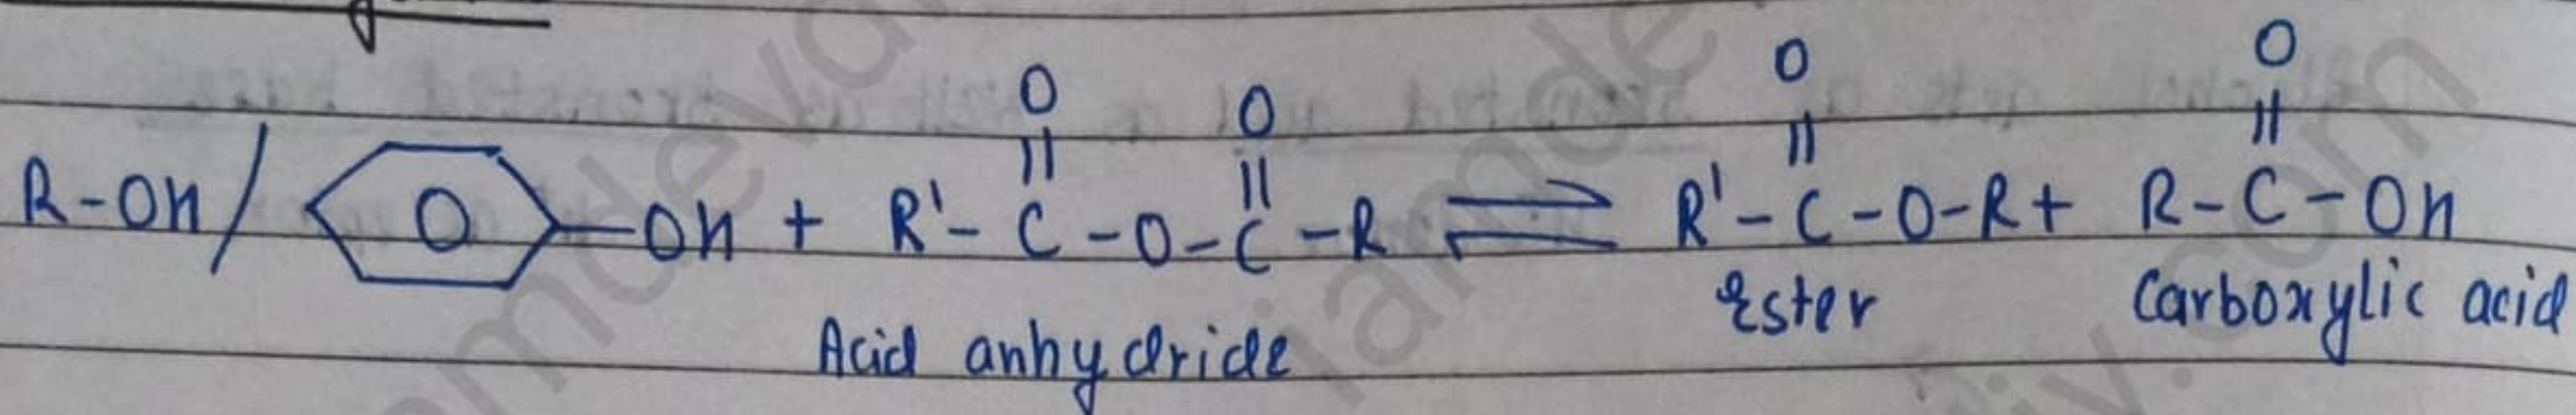 O O O O
R-OH / O -OH + R'-C-O-C-R ⇌ R'-C-O-R + R-C-OH
Acid anhydride Ester Carboxylic acid